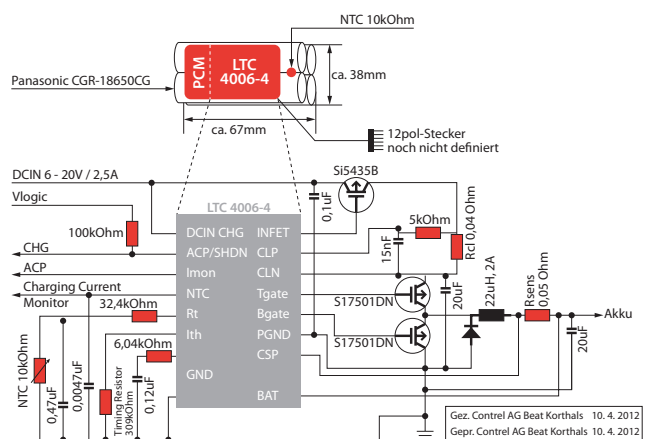 NTC 10kOhm
PCM
LTC
4006-4
Panasonic CGR-18650CG
ca. 38mm
ca. 67mm
12pol-Stecker
noch nicht definiert
DCIN 6 - 20V / 2,5A
Si5435B
Vlogic
LTC 4006-4
0,1uF
5kOhm
Rcl 0,04 Ohm
100kOhm
DCIN CHG INFET
15nF
CHG
ACP/SHDN CLP
ACP
Imon CLN
Charging Current
Monitor
NTC Tgate
S17501DN
20uF
22uH, 2A
Rsens
0,05 Ohm
32,4kOhm
Rt Bgate
Akku
Ith PGND
S17501DN
20uF
6,04kOhm
CSP
NTC 10kOhm
0,47uF
0,0047uF
Timing Resistor
309kOhm
0,12uF
GND
BAT
Gez. Contrel AG Beat Korthals 10. 4. 2012
Gepr. Contrel AG Beat Korthals 10. 4. 2012